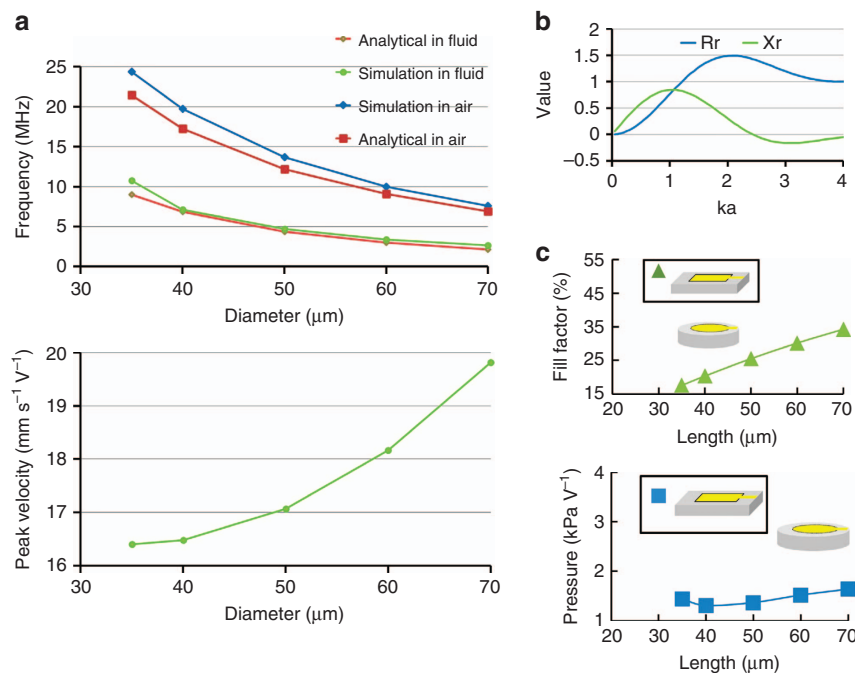 a
Analytical in fluid
Simulation in fluid
Simulation in air
Analytical in air
Frequency (MHz)
25
20
15
10
5
0
30 40 50 60 70
Diameter (μm)
Peak velocity (mm s⁻¹ V⁻¹)
20
19
18
17
16
30 40 50 60 70
Diameter (μm)
b
Rr Xr
Value
2
1.5
1
0.5
0
–0.5
0 1 2 3 4
ka
c
Fill factor (%)
55
45
35
25
15
20 30 40 50 60 70
Length (μm)
Pressure (kPa V⁻¹)
4
3
2
1
20 30 40 50 60 70
Length (μm)